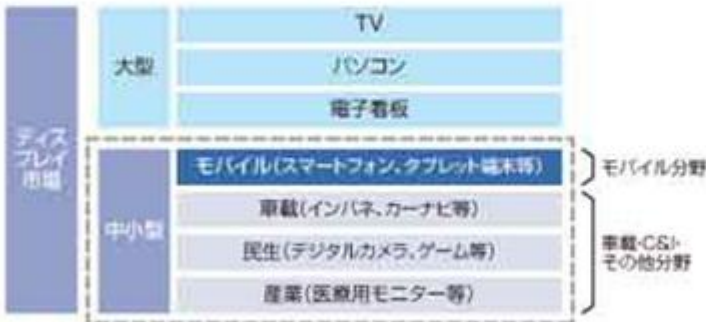 ディス
プレイ
市場
大型
TV
パソコン
電子看板
中小型
モバイル(スマートフォン、タブレット端末等)
車載(インパネ、カーナビ等)
民生(デジタルカメラ、ゲーム等)
産業(医療用モニター等)
モバイル分野
車載・C&I・
その他分野